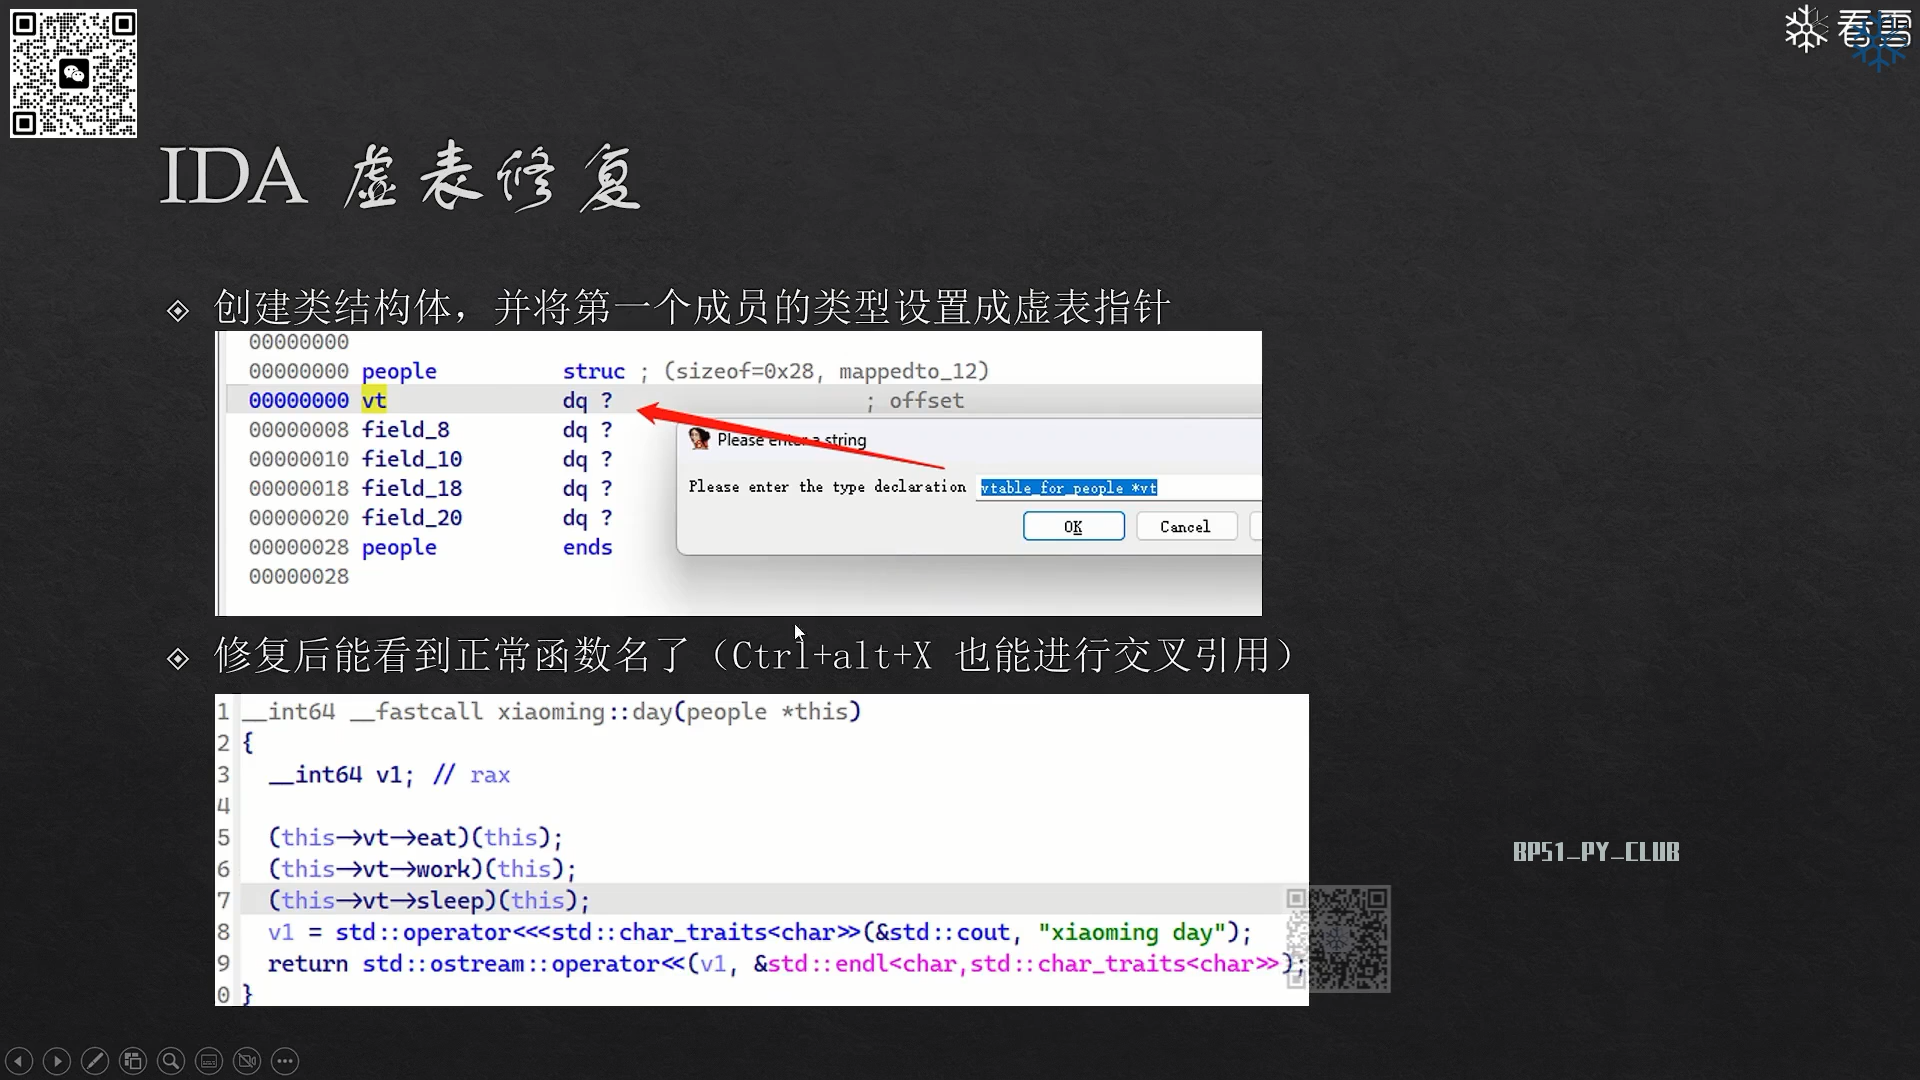 看雪
IDA 虚表修复
创建类结构体，并将第一个成员的类型设置成虚表指针
00000000
00000000 people struc ; (sizeof=0x28, mappedto_12)
00000000 vt dq ? ; offset
00000008 field_8 dq ?
00000010 field_10 dq ?
00000018 field_18 dq ?
00000020 field_20 dq ?
00000028 people ends
00000028
Please enter a string
Please enter the type declaration vtable_for_people *vt
OK Cancel
修复后能看到正常函数名了（Ctrl+alt+X 也能进行交叉引用）
1 __int64 __fastcall xiaoming::day(people *this)
2 {
3 __int64 v1; // rax
4
5 (this->vt->eat)(this);
6 (this->vt->work)(this);
7 (this->vt->sleep)(this);
8 v1 = std::operator<<<std::char_traits<char>>(&std::cout, "xiaoming day");
9 return std::ostream::operator<<(v1, &std::endl<char,std::char_traits<char>>);
0 }
BP51_PY_CLUB